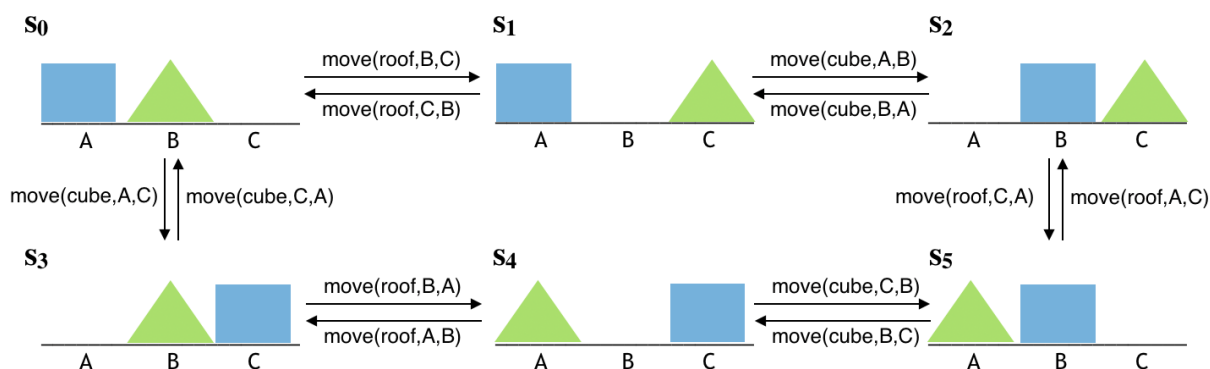 s0 s1 s2
move(roof,B,C) move(cube,A,B)
move(roof,C,B) move(cube,B,A)
A B C A B C A B C
move(cube,A,C) move(cube,C,A) move(roof,C,A) move(roof,A,C)
s3 s4 s5
move(roof,B,A) move(cube,C,B)
move(roof,A,B) move(cube,B,C)
A B C A B C A B C